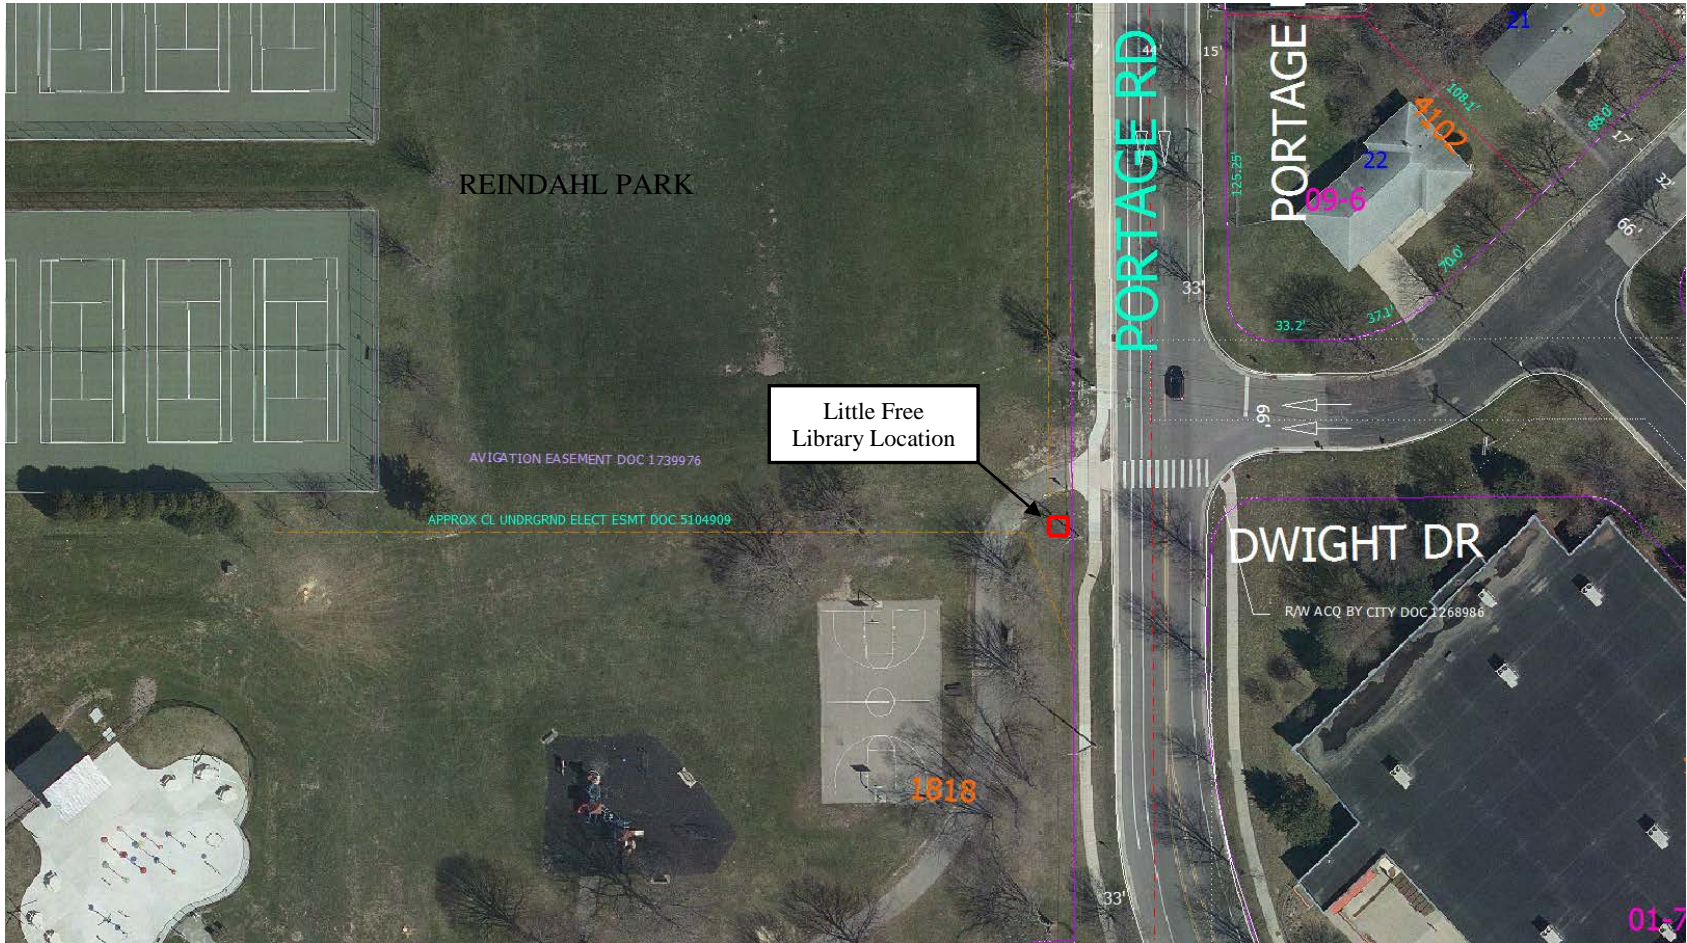 REINDAHL PARK
PORTAGE RD
PORTAGE
7'
44'
15'
21
108.1'
4102
88.0'
17
22
125.25'
09-6
32'
66'
70.0'
33'
33.2'
37.1'
Little Free
Library Location
66'
AVIGATION EASEMENT DOC 1739976
APPROX CL UNDRGRND ELECT ESMT DOC 5104909
DWIGHT DR
R/W ACQ BY CITY DOC 1268986
1818
33'
01-7